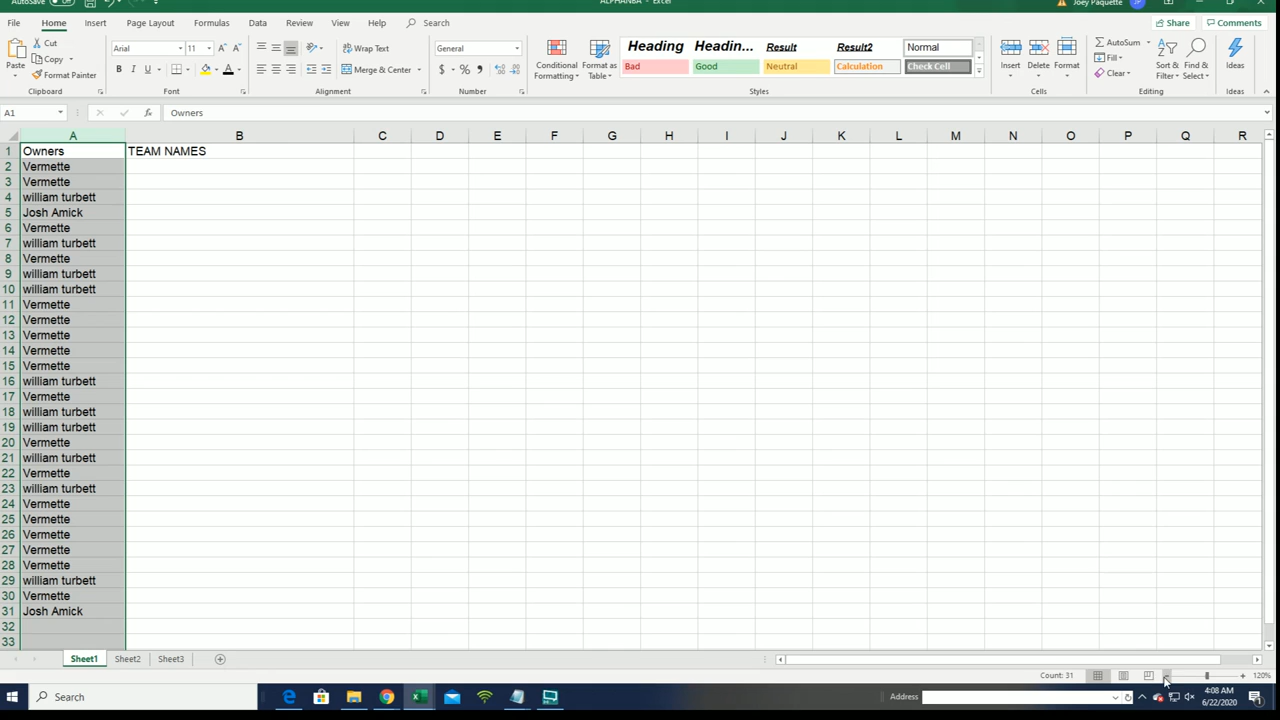 AutoSave Off ALPHANBA - Excel Joey Paquette JP
File Home Insert Page Layout Formulas Data Review View Help Search Share Comments
Cut Arial 11 Wrap Text General Heading Headin... Result Result2 Normal AutoSum
Copy Fill
Paste Format Painter Merge & Center Conditional Formatting Format as Table Bad Good Neutral Calculation Check Cell Insert Delete Format Clear Sort & Filter Find & Select Ideas
Clipboard Font Alignment Number Styles Cells Editing Ideas
A1 fx Owners
A B C D E F G H I J K L M N O P Q R
1 Owners TEAM NAMES
2 Vermette
3 Vermette
4 william turbett
5 Josh Amick
6 Vermette
7 william turbett
8 Vermette
9 william turbett
10 william turbett
11 Vermette
12 Vermette
13 Vermette
14 Vermette
15 Vermette
16 william turbett
17 Vermette
18 william turbett
19 william turbett
20 Vermette
21 william turbett
22 Vermette
23 william turbett
24 Vermette
25 Vermette
26 Vermette
27 Vermette
28 Vermette
29 william turbett
30 Vermette
31 Josh Amick
32
33
Sheet1 Sheet2 Sheet3
Count: 31 120%
Search Address 4:08 AM
6/22/2020 1